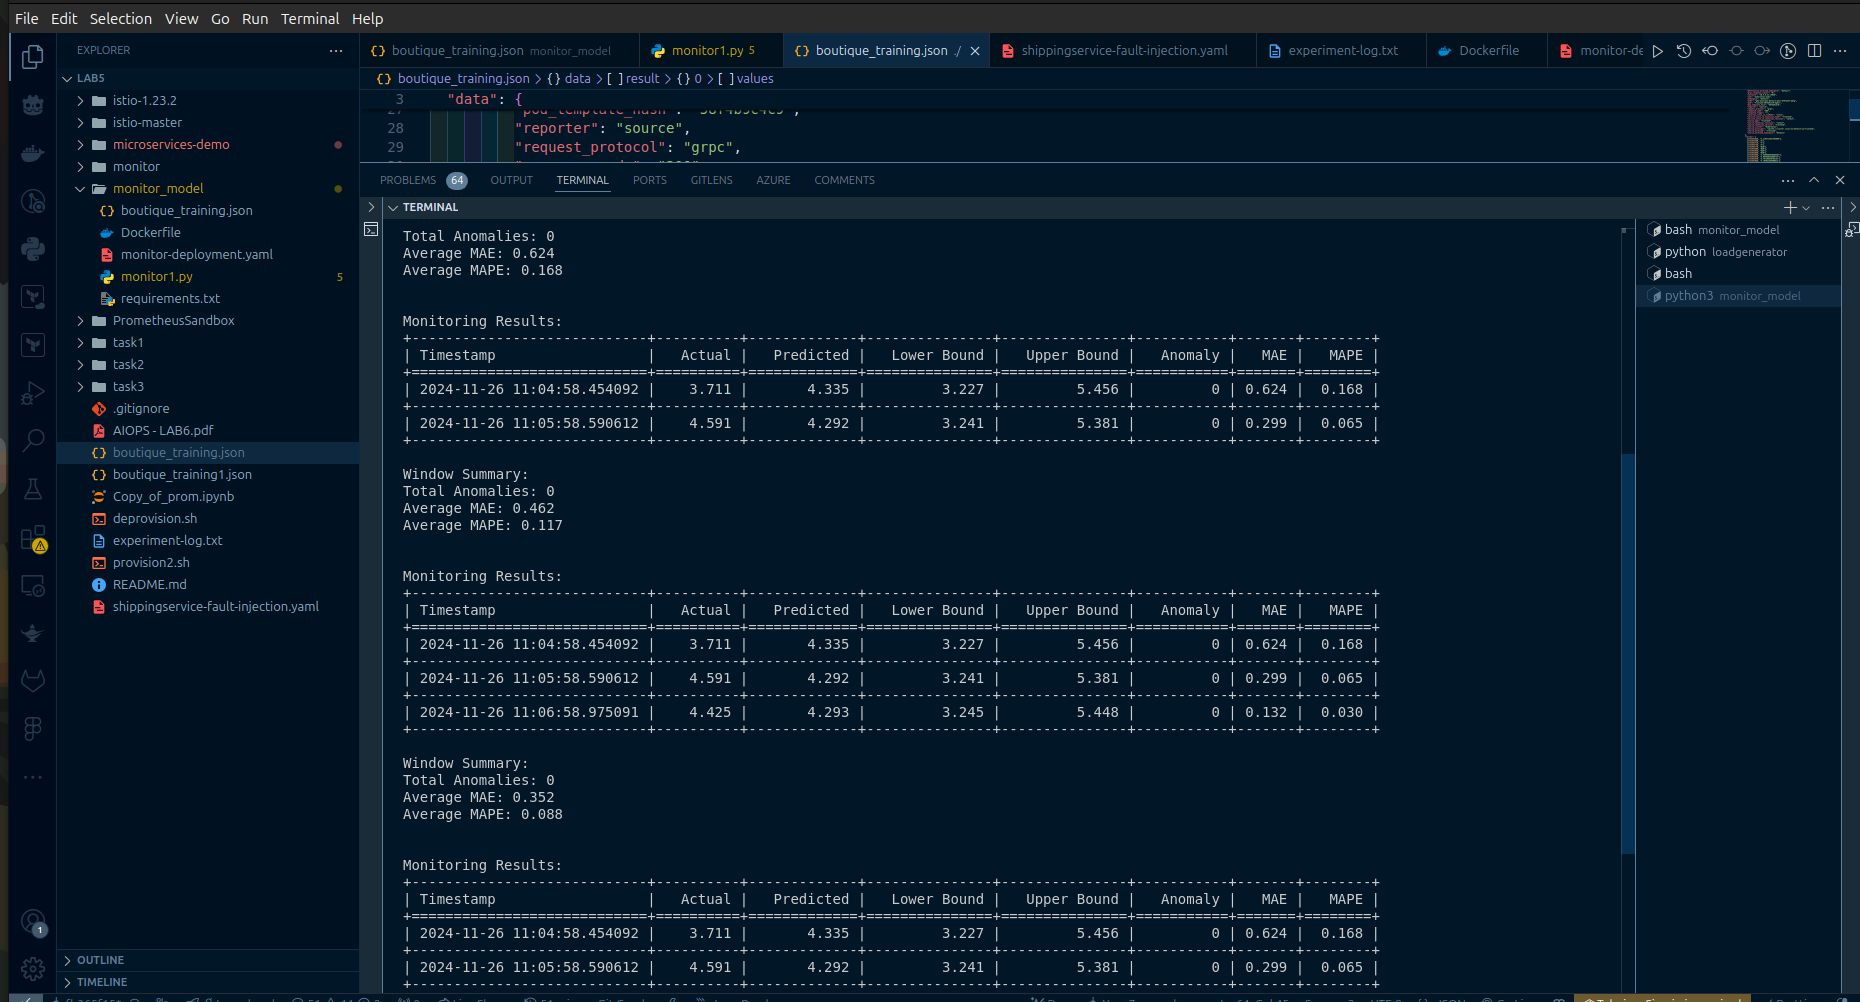 File Edit Selection View Go Run Terminal Help
EXPLORER
boutique_training.json monitor_model
monitor1.py 5
boutique_training.json ./
shippingservice-fault-injection.yaml
experiment-log.txt
Dockerfile
monitor-de
LAB5
istio-1.23.2
istio-master
microservices-demo
monitor
monitor_model
boutique_training.json
Dockerfile
monitor-deployment.yaml
monitor1.py 5
requirements.txt
PrometheusSandbox
task1
task2
task3
.gitignore
AIOPS - LAB6.pdf
boutique_training.json
boutique_training1.json
Copy_of_prom.ipynb
deprovision.sh
experiment-log.txt
provision2.sh
README.md
shippingservice-fault-injection.yaml
OUTLINE
TIMELINE
1
{} boutique_training.json > {} data > [ ] result > {} 0 > [ ] values
3 "data": {
28 "reporter": "source",
29 "request_protocol": "grpc",
PROBLEMS 64 OUTPUT TERMINAL PORTS GITLENS AZURE COMMENTS
TERMINAL
Total Anomalies: 0
Average MAE: 0.624
Average MAPE: 0.168
Monitoring Results:
| Timestamp | Actual | Predicted | Lower Bound | Upper Bound | Anomaly | MAE | MAPE |
| 2024-11-26 11:04:58.454092 | 3.711 | 4.335 | 3.227 | 5.456 | 0 | 0.624 | 0.168 |
| 2024-11-26 11:05:58.590612 | 4.591 | 4.292 | 3.241 | 5.381 | 0 | 0.299 | 0.065 |
Window Summary:
Total Anomalies: 0
Average MAE: 0.462
Average MAPE: 0.117
Monitoring Results:
| Timestamp | Actual | Predicted | Lower Bound | Upper Bound | Anomaly | MAE | MAPE |
| 2024-11-26 11:04:58.454092 | 3.711 | 4.335 | 3.227 | 5.456 | 0 | 0.624 | 0.168 |
| 2024-11-26 11:05:58.590612 | 4.591 | 4.292 | 3.241 | 5.381 | 0 | 0.299 | 0.065 |
| 2024-11-26 11:06:58.975091 | 4.425 | 4.293 | 3.245 | 5.448 | 0 | 0.132 | 0.030 |
Window Summary:
Total Anomalies: 0
Average MAE: 0.352
Average MAPE: 0.088
Monitoring Results:
| Timestamp | Actual | Predicted | Lower Bound | Upper Bound | Anomaly | MAE | MAPE |
| 2024-11-26 11:04:58.454092 | 3.711 | 4.335 | 3.227 | 5.456 | 0 | 0.624 | 0.168 |
| 2024-11-26 11:05:58.590612 | 4.591 | 4.292 | 3.241 | 5.381 | 0 | 0.299 | 0.065 |
bash monitor_model
python loadgenerator
bash
python3 monitor_model